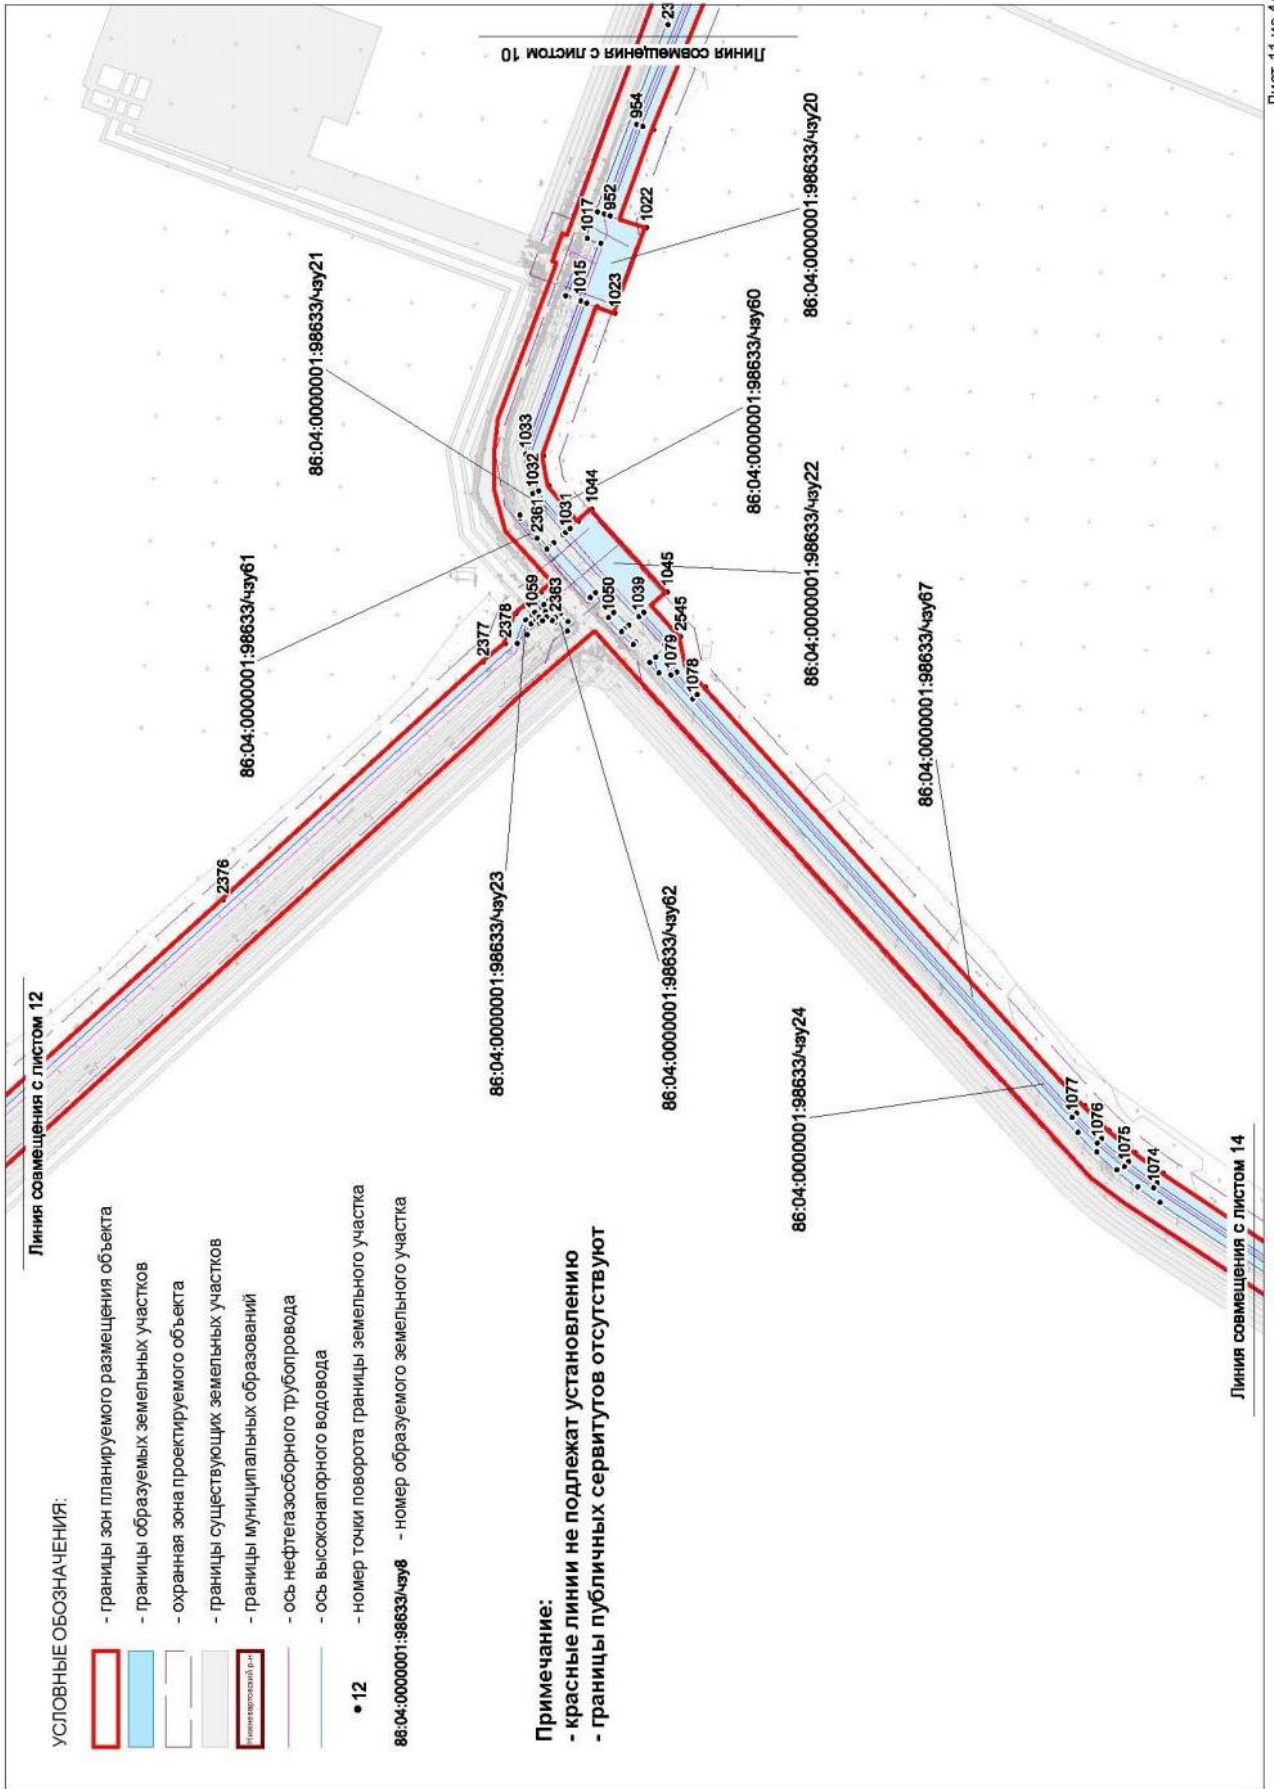 УСЛОВНЫЕ ОБОЗНАЧЕНИЯ:
- границы зон планируемого размещения объекта
- границы образуемых земельных участков
- охранная зона проектируемого объекта
- границы существующих земельных участков
Нижневартовский р-н
- границы муниципальных образований
- ось нефтегазосборного трубопровода
- ось высоконапорного водовода
12
- номер точки поворота границы земельного участка
86:04:0000001:98633/чзу8
- номер образуемого земельного участка
Примечание:
- красные линии не подлежат установлению
- границы публичных сервитутов отсутствуют
Линия совмещения с листом 12
Линия совмещения с листом 14
Линия совмещения с листом 10
86:04:0000001:98633/чзу23
86:04:0000001:98633/чзу62
86:04:0000001:98633/чзу24
86:04:0000001:98633/чзу61
86:04:0000001:98633/чзу67
86:04:0000001:98633/чзу21
86:04:0000001:98633/чзу22
86:04:0000001:98633/чзу60
86:04:0000001:98633/чзу20
2376
2377
2378
1059
2363
2361
1032
1033
1031
1044
1045
1050
1039
2545
1079
1078
1077
1076
1075
1074
1015
1017
1023
1022
952
954
23